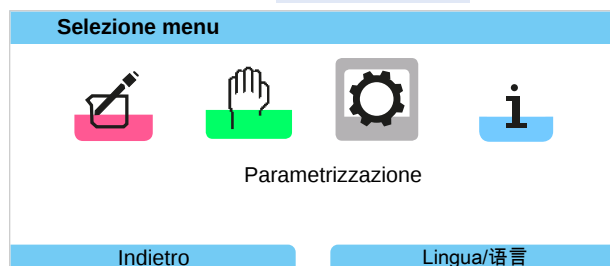 Selezione menu
Parametrizzazione
Indietro
Lingua/语言